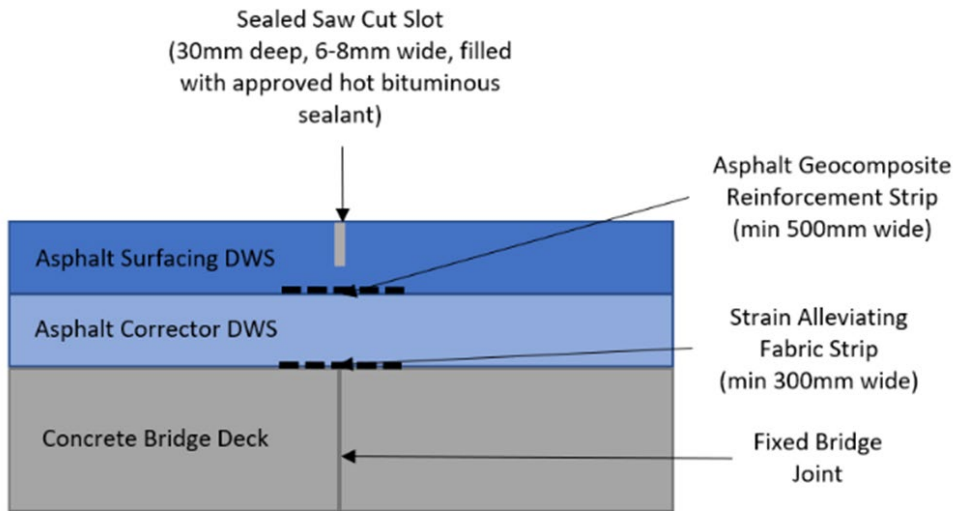 Sealed Saw Cut Slot
(30mm deep, 6-8mm wide, filled
with approved hot bituminous
sealant)
Asphalt Geocomposite
Reinforcement Strip
(min 500mm wide)
Asphalt Surfacing DWS
Asphalt Corrector DWS
Strain Alleviating
Fabric Strip
(min 300mm wide)
Concrete Bridge Deck
Fixed Bridge
Joint